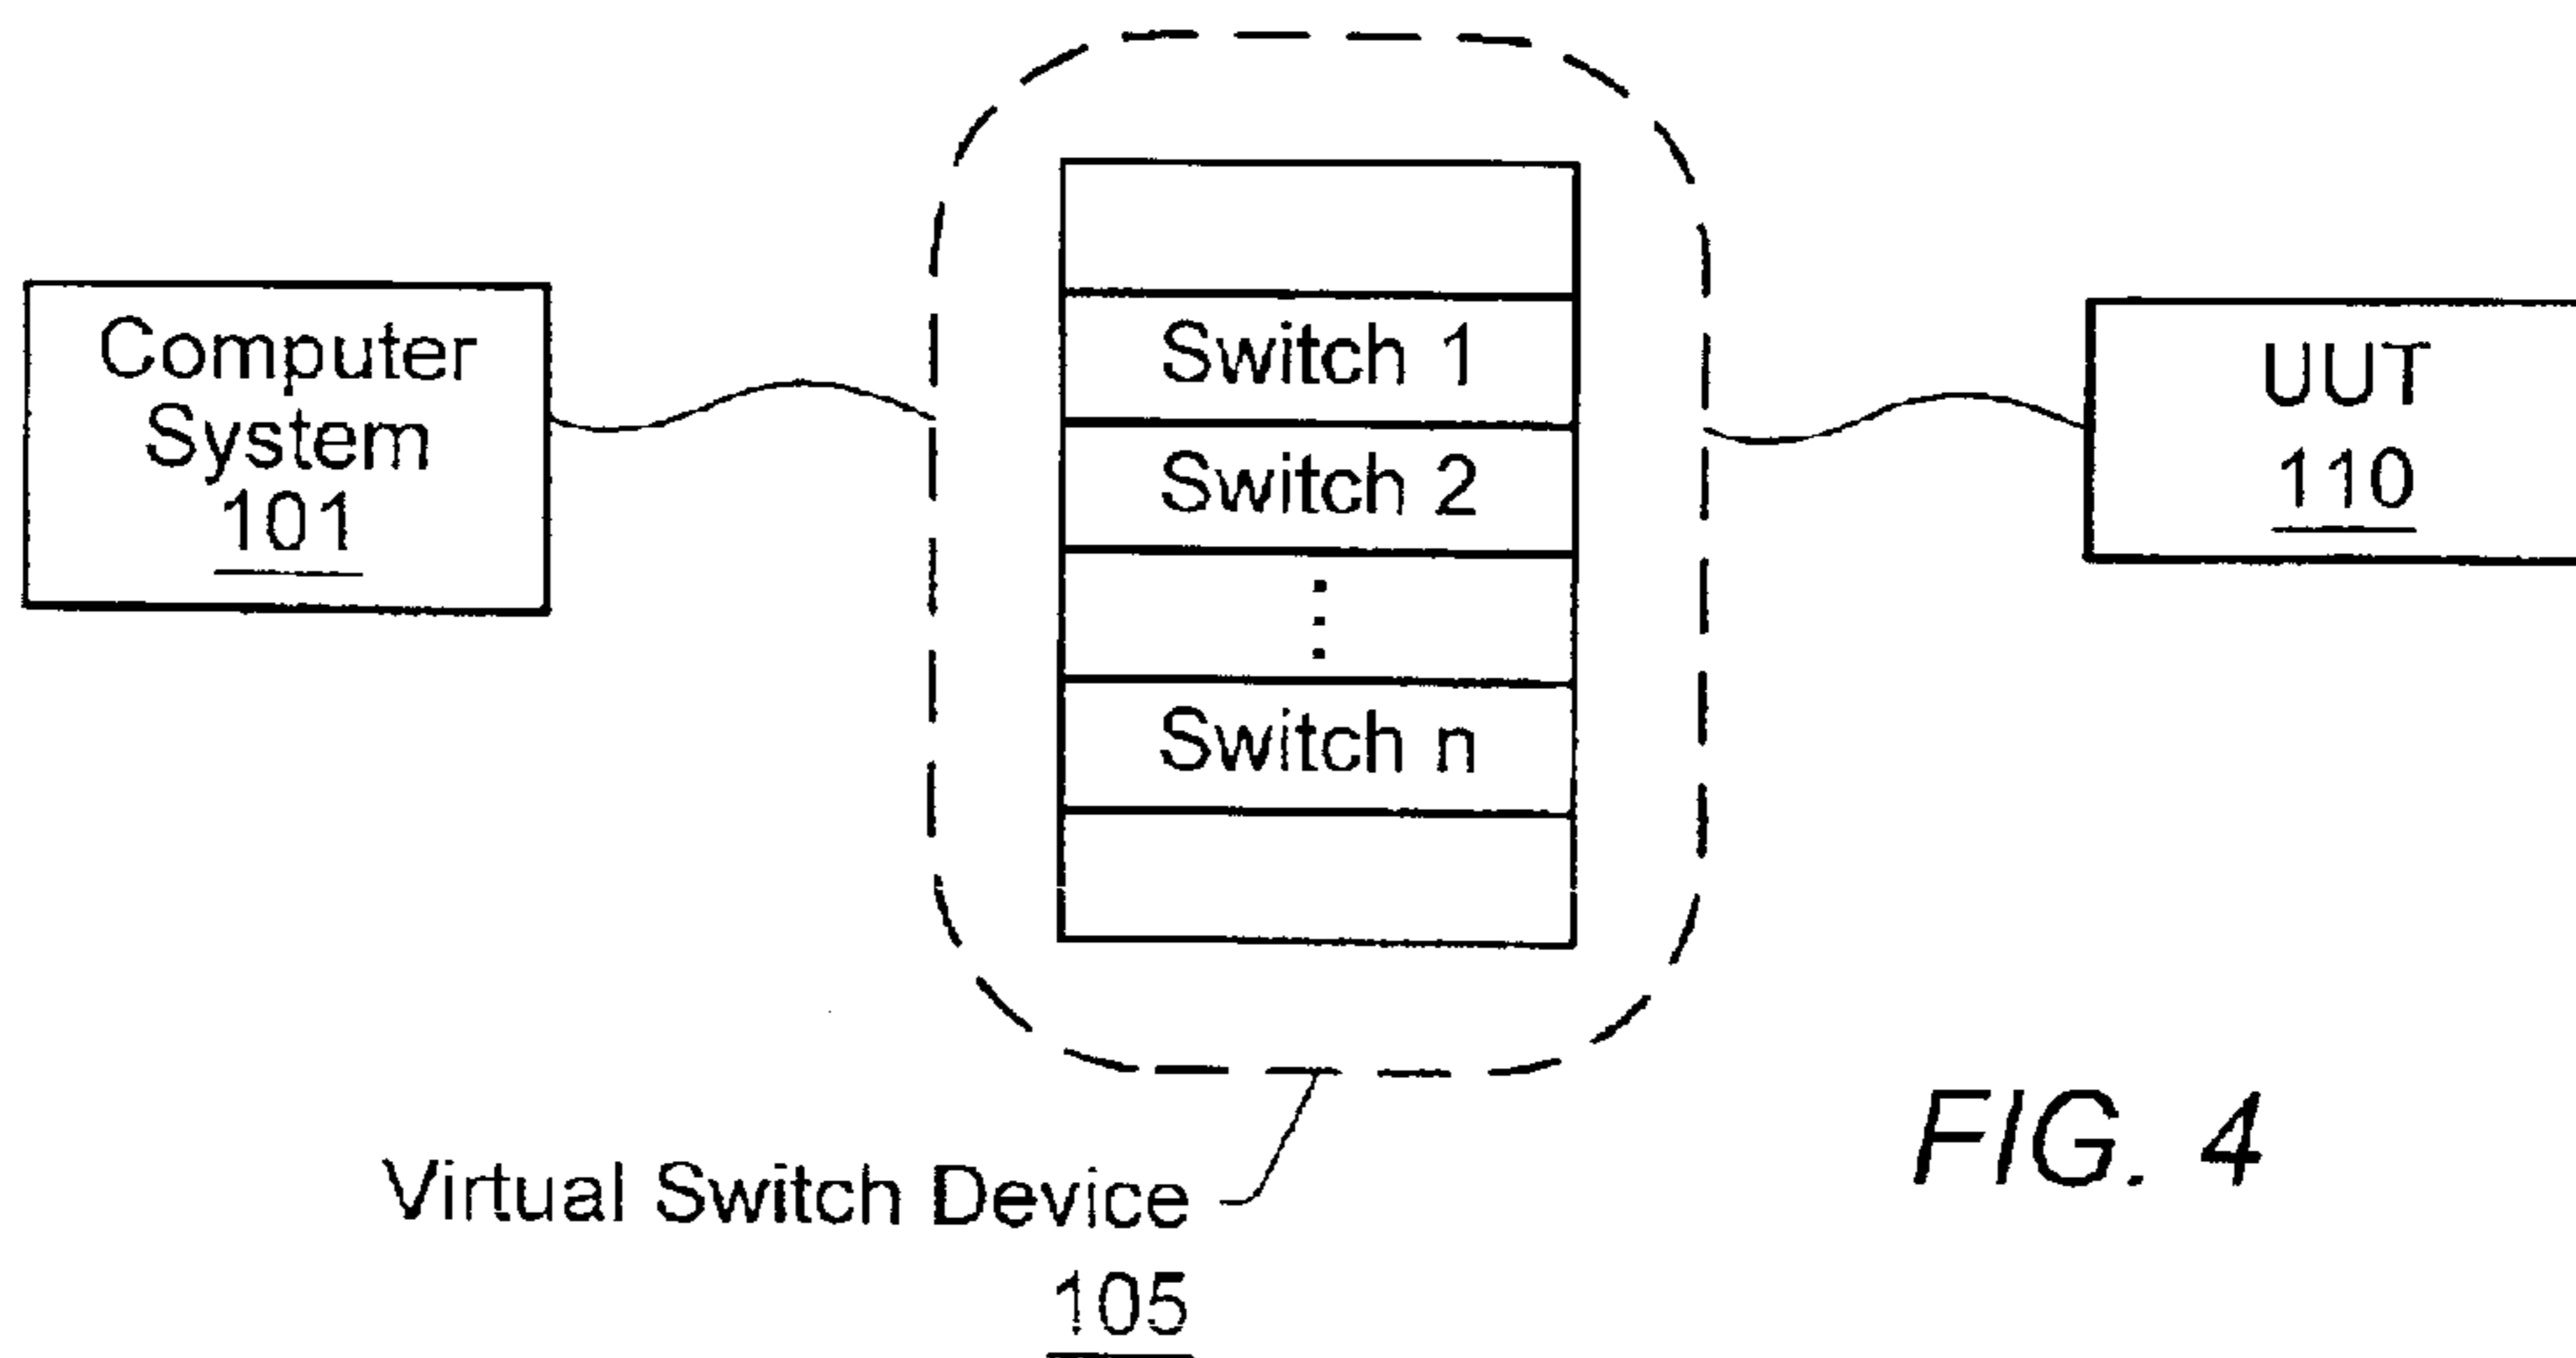 Computer
System
101
Switch 1
Switch 2
⋮
Switch n
UUT
110
Virtual Switch Device
105
FIG. 4